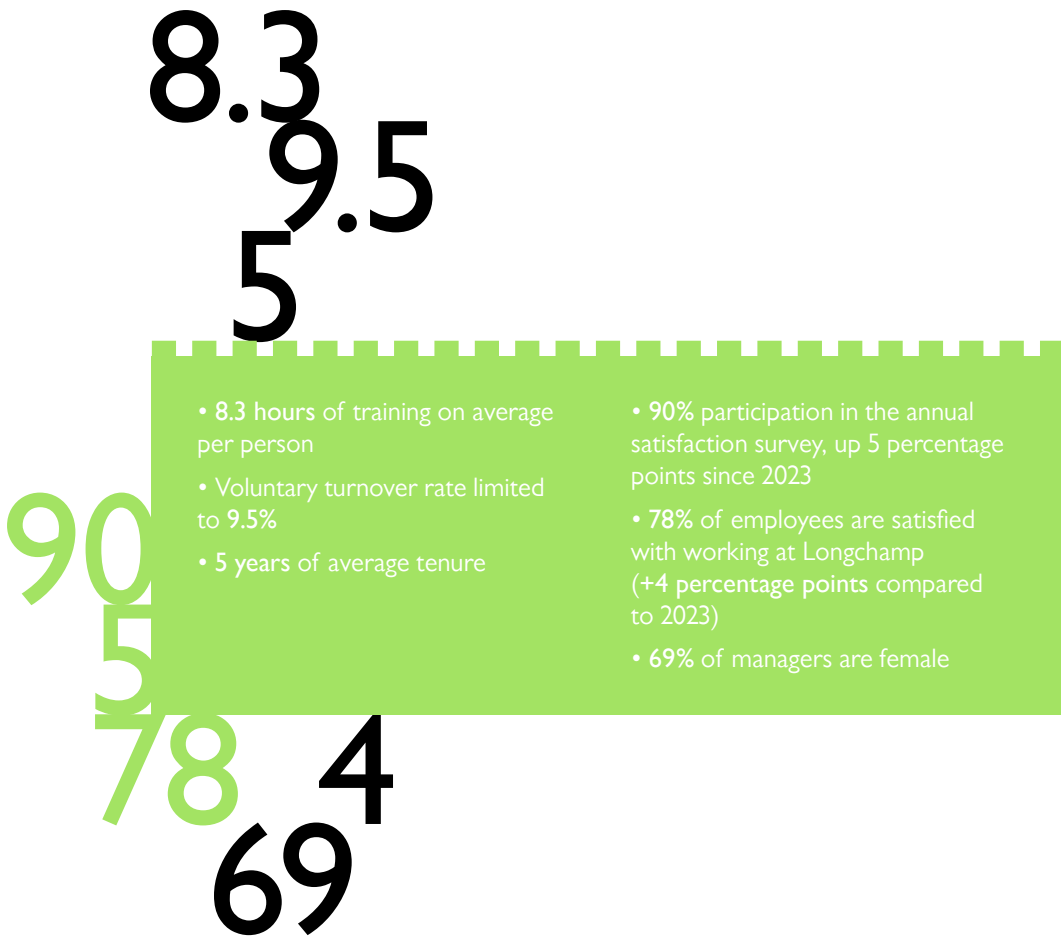 8.3
9.5
5
• 8.3 hours of training on average
per person
• Voluntary turnover rate limited
to 9.5%
• 5 years of average tenure
• 90% participation in the annual
satisfaction survey, up 5 percentage
points since 2023
• 78% of employees are satisfied
with working at Longchamp
(+4 percentage points compared
to 2023)
• 69% of managers are female
90
5
78
4
69